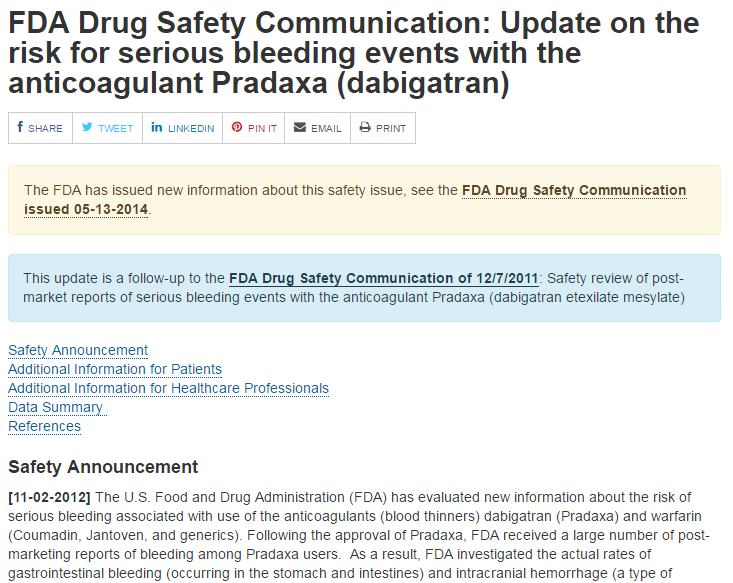 FDA Drug Safety Communication: Update on the
risk for serious bleeding events with the
anticoagulant Pradaxa (dabigatran)
f SHARE TWEET in LINKEDIN PIN IT EMAIL PRINT
The FDA has issued new information about this safety issue, see the FDA Drug Safety Communication
issued 05-13-2014.
This update is a follow-up to the FDA Drug Safety Communication of 12/7/2011: Safety review of post-
market reports of serious bleeding events with the anticoagulant Pradaxa (dabigatran etexilate mesylate)
Safety Announcement
Additional Information for Patients
Additional Information for Healthcare Professionals
Data Summary
References
Safety Announcement
[11-02-2012] The U.S. Food and Drug Administration (FDA) has evaluated new information about the risk of
serious bleeding associated with use of the anticoagulants (blood thinners) dabigatran (Pradaxa) and warfarin
(Coumadin, Jantoven, and generics). Following the approval of Pradaxa, FDA received a large number of post-
marketing reports of bleeding among Pradaxa users.  As a result, FDA investigated the actual rates of
gastrointestinal bleeding (occurring in the stomach and intestines) and intracranial hemorrhage (a type of